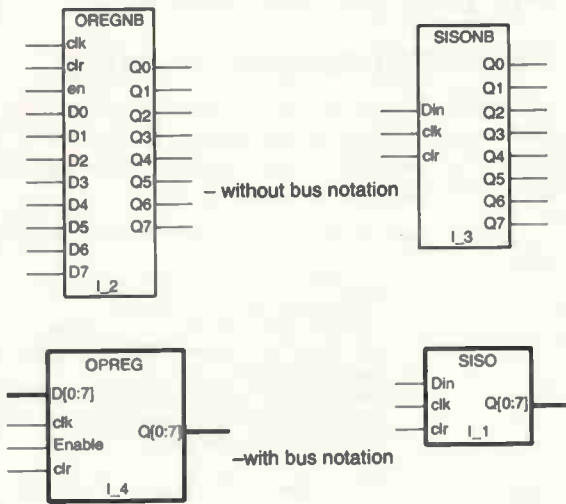 OREGNB
clk
clr
en
D0
D1
D2
D3
D4
D5
D6
D7
Q0
Q1
Q2
Q3
Q4
Q5
Q6
Q7
I_2
– without bus notation
SISONB
Din
clk
clr
Q0
Q1
Q2
Q3
Q4
Q5
Q6
Q7
I_3
OPREG
D[0:7]
clk
Enable
clr
Q[0:7]
I_4
–with bus notation
SISO
Din
clk
clr
Q[0:7]
I_1